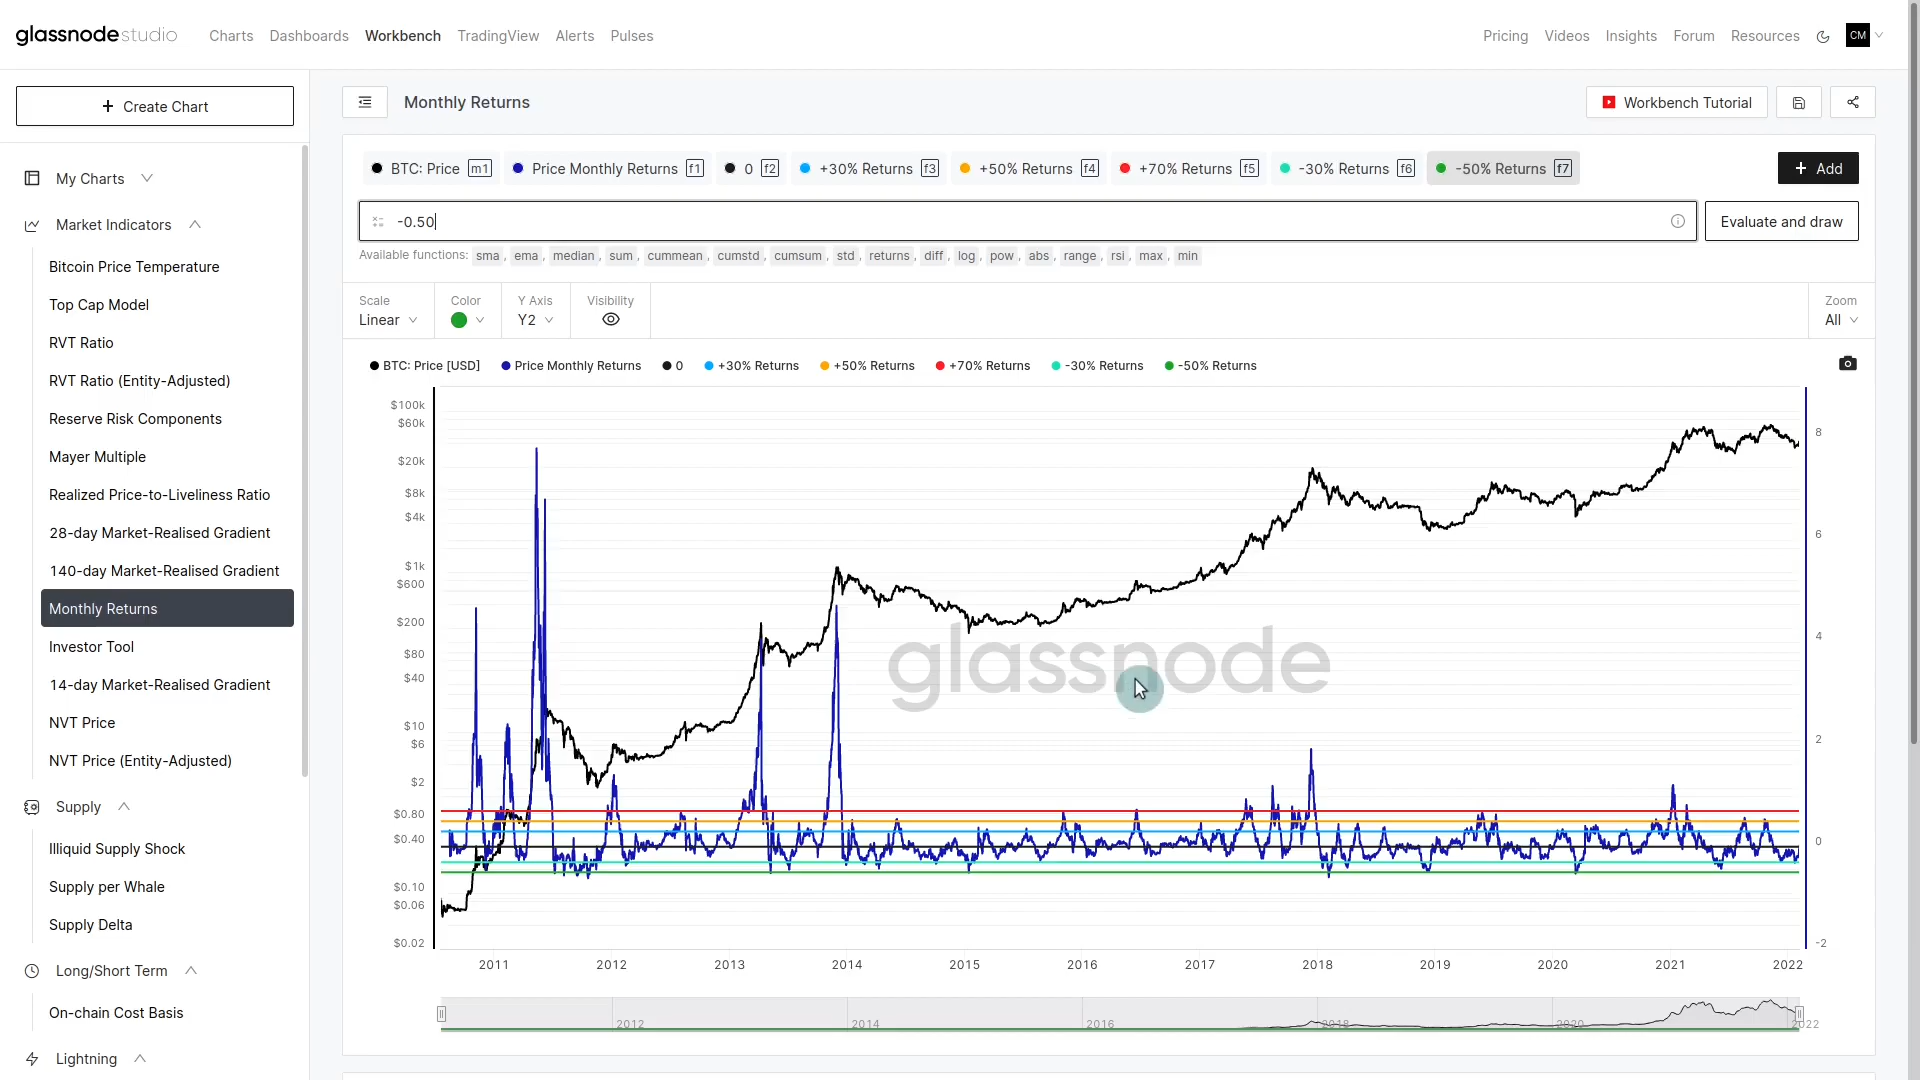 glassnodestudio Charts Dashboards Workbench TradingView Alerts Pulses Pricing Videos Insights Forum Resources CM
+ Create Chart
Monthly Returns
Workbench Tutorial
My Charts
Market Indicators
Bitcoin Price Temperature
Top Cap Model
RVT Ratio
RVT Ratio (Entity-Adjusted)
Reserve Risk Components
Mayer Multiple
Realized Price-to-Liveliness Ratio
28-day Market-Realised Gradient
140-day Market-Realised Gradient
Monthly Returns
Investor Tool
14-day Market-Realised Gradient
NVT Price
NVT Price (Entity-Adjusted)
Supply
Illiquid Supply Shock
Supply per Whale
Supply Delta
Long/Short Term
On-chain Cost Basis
Lightning
BTC: Price m1 Price Monthly Returns f1 0 f2 +30% Returns f3 +50% Returns f4 +70% Returns f5 -30% Returns f6 -50% Returns f7 + Add
-0.50 Evaluate and draw
Available functions: sma, ema, median, sum, cummean, cumstd, cumsum, std, returns, diff, log, pow, abs, range, rsi, max, min
Scale Color Y Axis Visibility Zoom
Linear Y2 All
BTC: Price [USD] Price Monthly Returns 0 +30% Returns +50% Returns +70% Returns -30% Returns -50% Returns
$100k
$60k
$20k
$8k
$4k
$1k
$600
$200
$80
$40
$10
$6
$2
$0.80
$0.40
$0.10
$0.06
$0.02
8
6
4
2
0
-2
glassnode
2011 2012 2013 2014 2015 2016 2017 2018 2019 2020 2021 2022
2012 2014 2016 2018 2020 2022